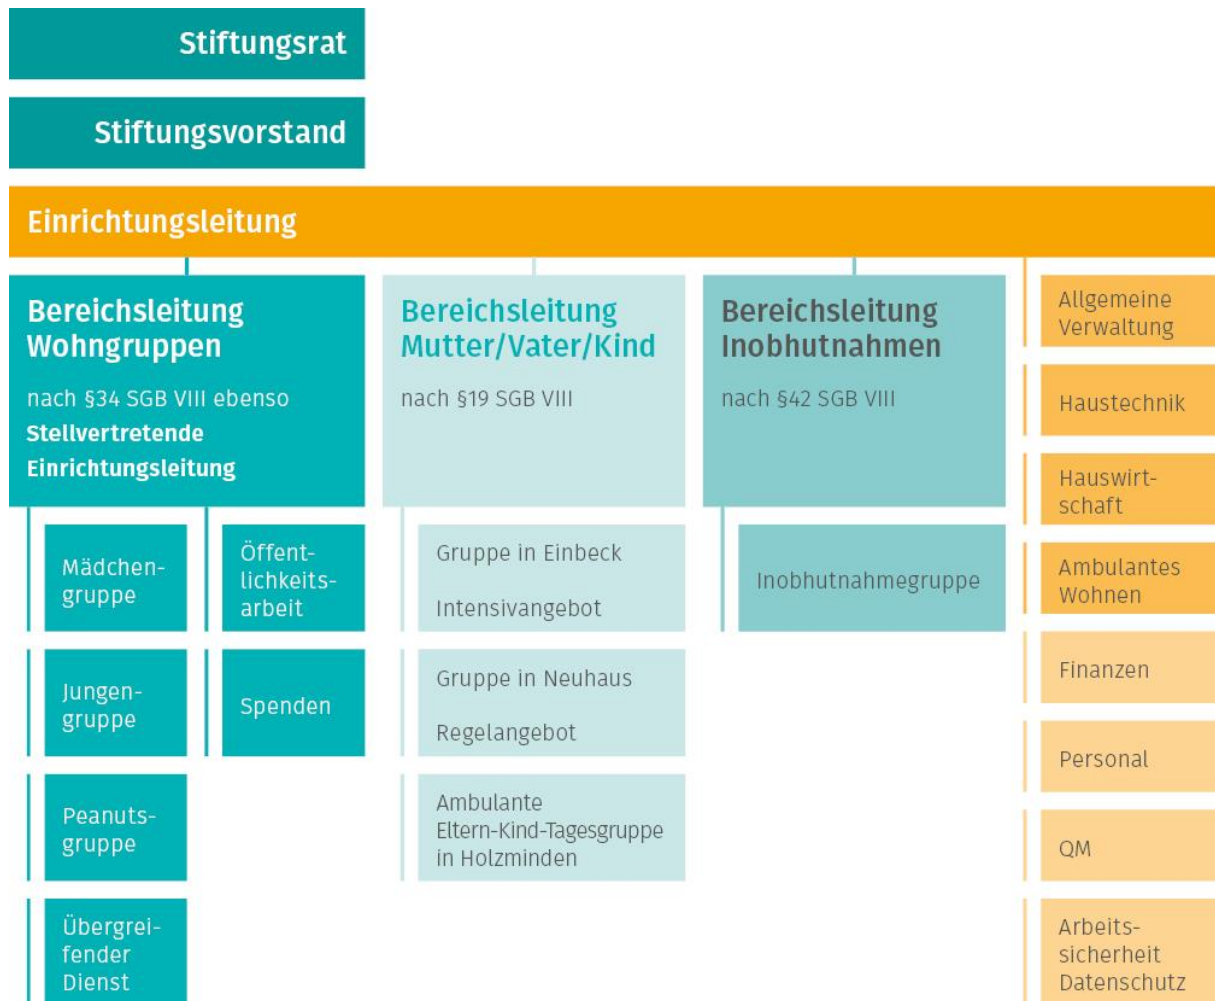 Stiftungsrat
Stiftungsvorstand
Einrichtungsleitung
Bereichsleitung
Wohngruppen
nach §34 SGB VIII ebenso
Stellvertretende
Einrichtungsleitung
Mädchen-
gruppe
Jungen-
gruppe
Peanuts-
gruppe
Übergrei-
fender
Dienst
Öffent-
lichkeits-
arbeit
Spenden
Bereichsleitung
Mutter/Vater/Kind
nach §19 SGB VIII
Gruppe in Einbeck
Intensivangebot
Gruppe in Neuhaus
Regelangebot
Ambulante
Eltern-Kind-Tagesgruppe
in Holzminden
Bereichsleitung
Inobhutnahmen
nach §42 SGB VIII
Inobhutnahmegruppe
Allgemeine
Verwaltung
Haustechnik
Hauswirt-
schaft
Ambulantes
Wohnen
Finanzen
Personal
QM
Arbeits-
sicherheit
Datenschutz